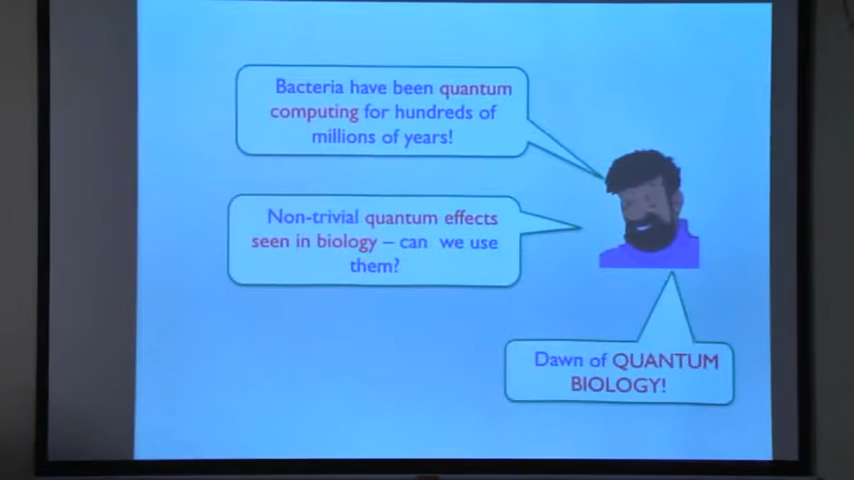 Bacteria have been quantum
computing for hundreds of
millions of years!
Non-trivial quantum effects
seen in biology – can we use
them?
Dawn of QUANTUM
BIOLOGY!